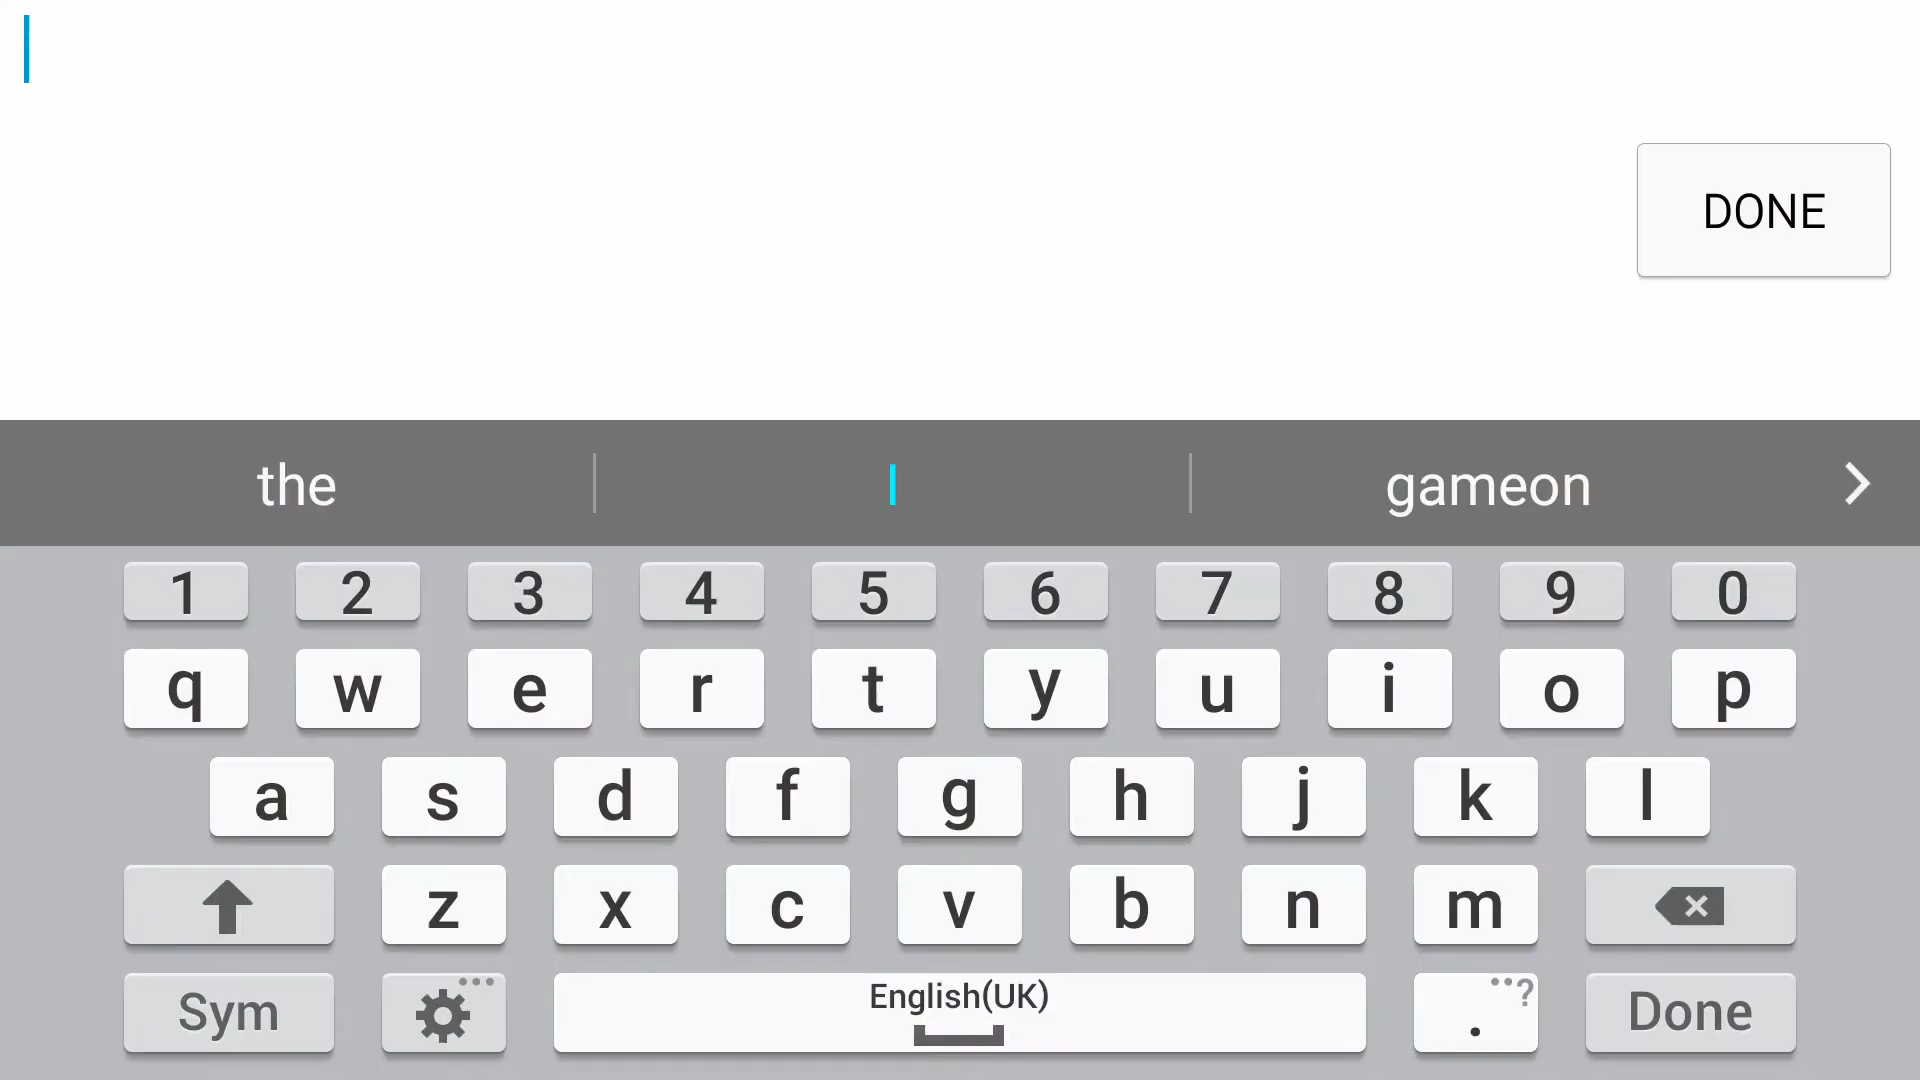 DONE
the gameon
1 2 3 4 5 6 7 8 9 0
q w e r t y u i o p
a s d f g h j k l
z x c v b n m
Sym English(UK) ..? . Done